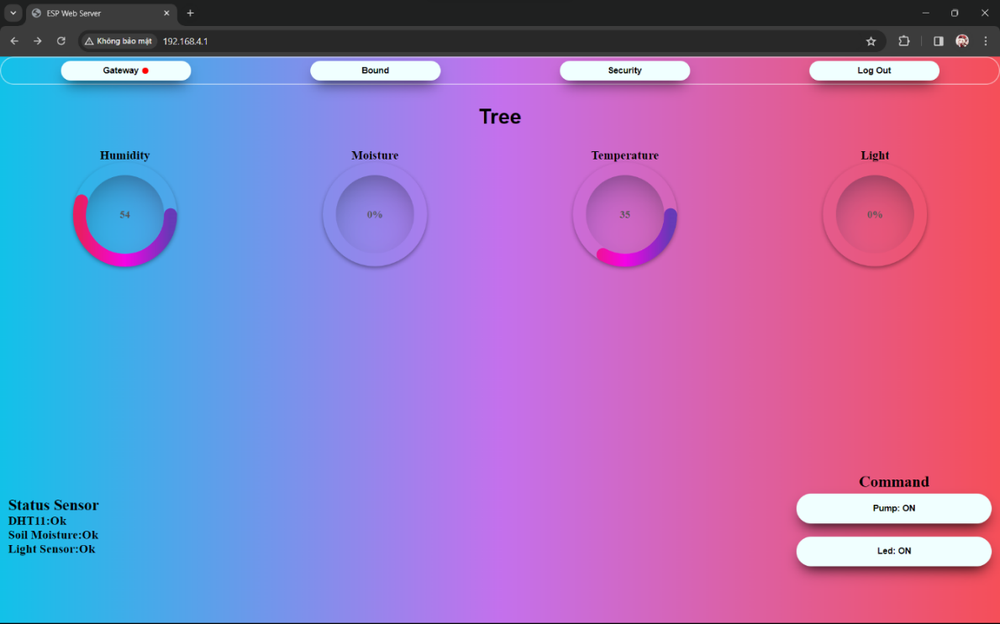 ESP Web Server
Không bảo mật 192.168.4.1
Gateway Bound Security Log Out
Tree
Humidity Moisture Temperature Light
54 0% 35 0%
Command
Status Sensor
Pump: ON
DHT11:Ok
Soil Moisture:Ok
Light Sensor:Ok
Led: ON